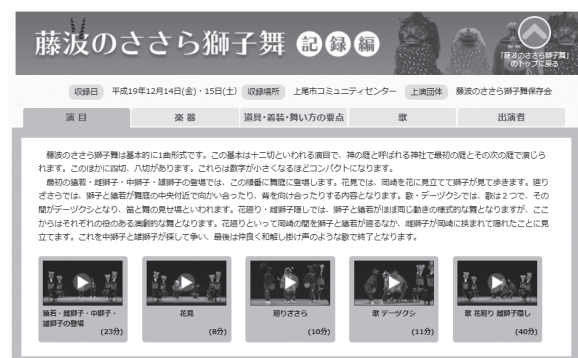 藤波のささら獅子舞 記録編
「藤波のささら獅子舞」
のトップに戻る
収録日 平成19年12月14日(金)・15日(土) 収録場所 上尾市コミュニティセンター 上演団体 藤波のささら獅子舞保存会
演目 楽器 道具・着装・舞い方の要点 歌 出演者
藤波のささら獅子舞は基本的に1曲形式です。この基本は十二切といわれる演目で、神の庭と呼ばれる神社で最初の庭とその次の庭で演じら
れます。このほかに四切、八切があります。これらは数字が小さくなるほどコンパクトになります。
最初の猿若・雌獅子・中獅子・雄獅子の登場では、この順番に舞庭に登場します。花見では、岡崎を花に見立てて獅子が見て歩きます。廻り
ざさらでは、獅子と猿若が舞庭の中央付近で向かい合ったり、背を向け合ったりする内容となります。歌・デーツクシでは、歌は2つで、その
間がデーツクシとなり、笛と舞の見せ場といわれます。花廻り・雌獅子隠しでは、獅子と猿若がほぼ同じ動きの様式的な舞となりますが、ここ
からはそれぞれの役のある演劇的な舞となります。花廻りといって岡崎の間を獅子と猿若が廻るなか、雌獅子が岡崎に挟まれて隠れたことに見
立てます。これを中獅子と雄獅子が探して争い、最後は仲良くと和解し掛け声のような歌で終了となります。
猿若・雌獅子・中獅子・
雄獅子の登場
(23分)
花見
(8分)
廻りざさら
(10分)
歌 デーツクシ
(11分)
歌 花廻り 雌獅子隠し
(40分)